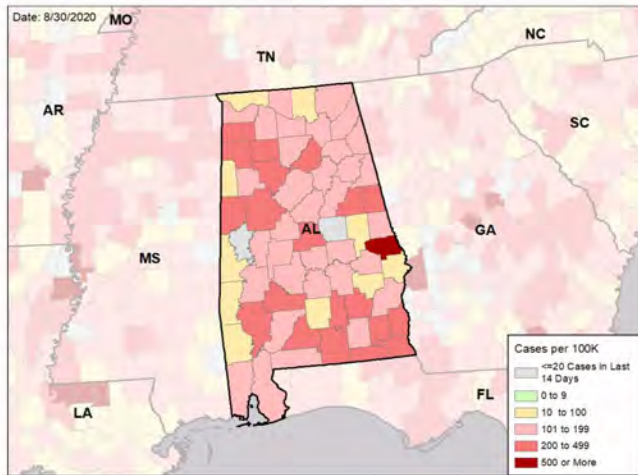 Date: 8/30/2020
MO
NC
TN
AR
SC
AL
GA
MS
LA
FL
Cases per 100K
<=20 Cases In Last
14 Days
0 to 9
10 to 100
101 to 199
200 to 499
500 or More